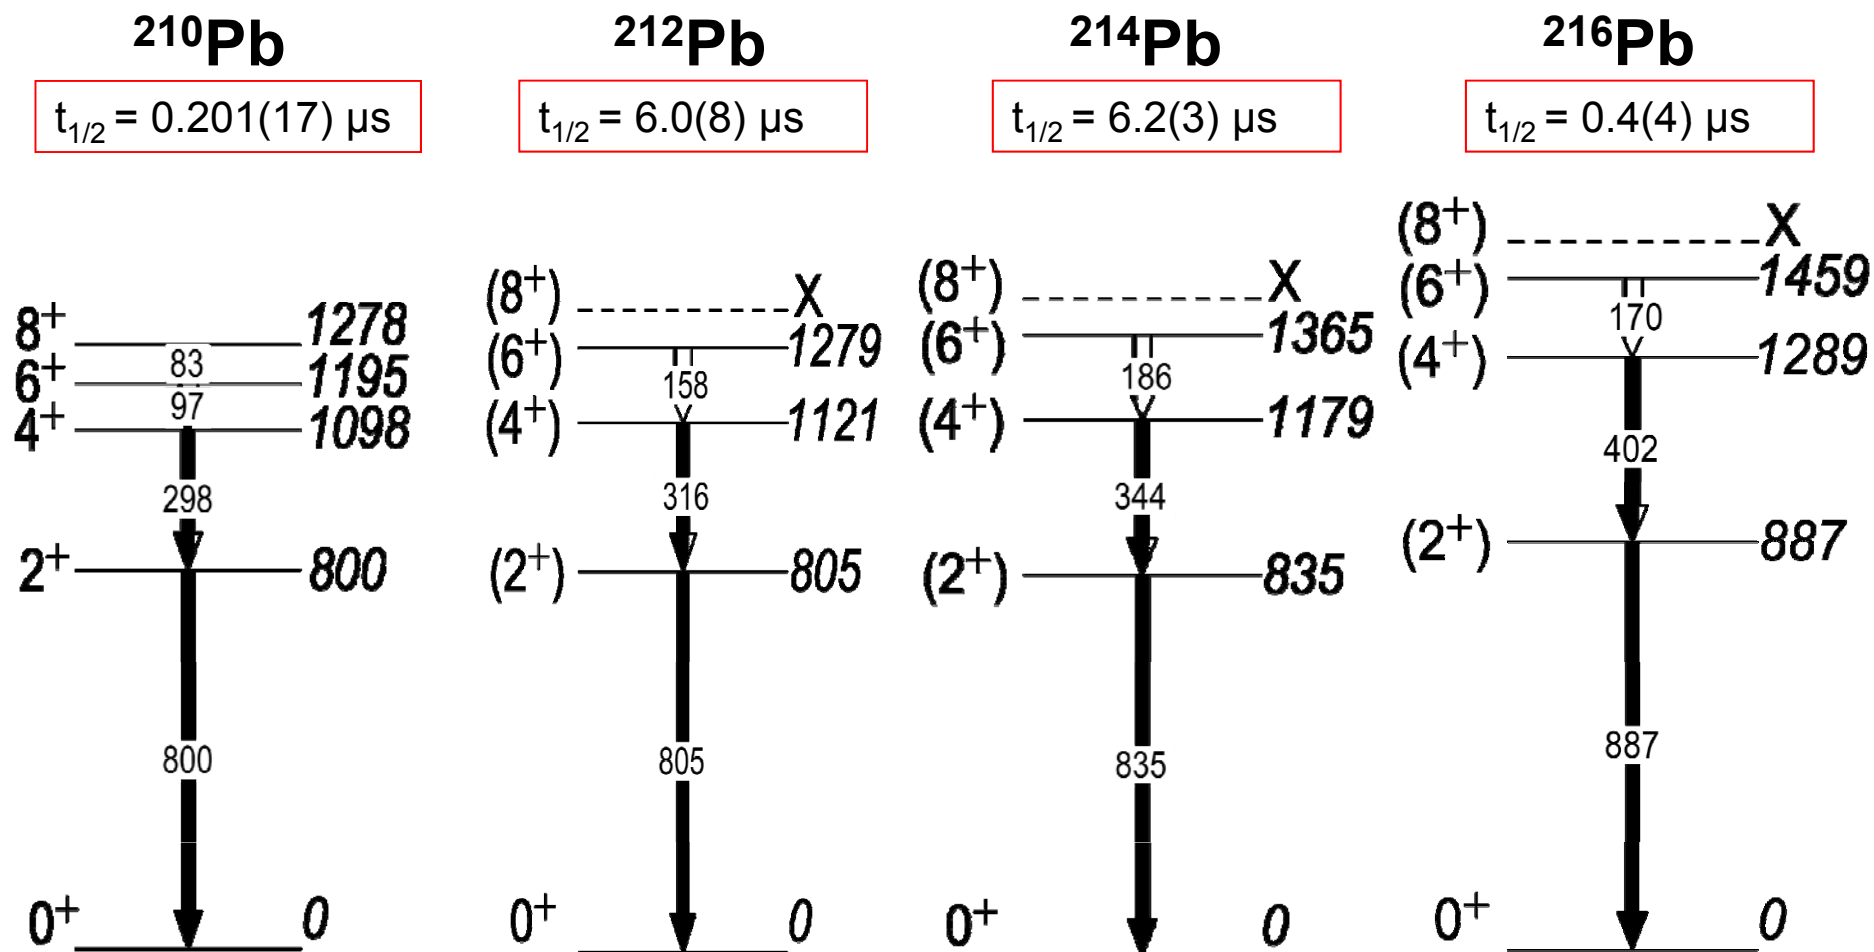 ²¹⁰Pb
t₁/₂ = 0.201(17) µs
8⁺ 1278
83
6⁺ 1195
97
4⁺ 1098
298
2⁺ 800
800
0⁺ 0
²¹²Pb
t₁/₂ = 6.0(8) µs
(8⁺) X
(6⁺) 1279
158
(4⁺) 1121
316
(2⁺) 805
805
0⁺ 0
²¹⁴Pb
t₁/₂ = 6.2(3) µs
(8⁺) X
(6⁺) 1365
186
(4⁺) 1179
344
(2⁺) 835
835
0⁺ 0
²¹⁶Pb
t₁/₂ = 0.4(4) µs
(8⁺) X
(6⁺) 1459
170
(4⁺) 1289
402
(2⁺) 887
887
0⁺ 0